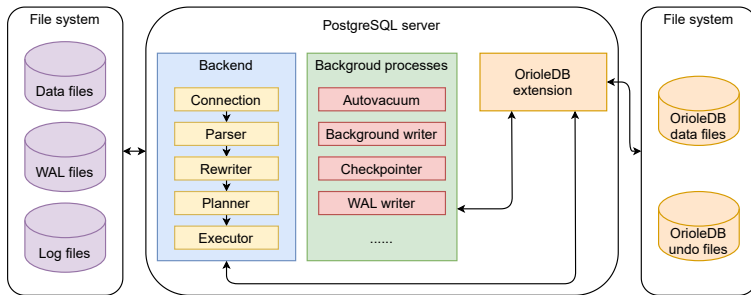 File system
Data files
WAL files
Log files
PostgreSQL server
Backend
Connection
Parser
Rewriter
Planner
Executor
Backgroud processes
Autovacuum
Background writer
Checkpointer
WAL writer
......
OrioleDB
extension
File system
OrioleDB
data files
OrioleDB
undo files